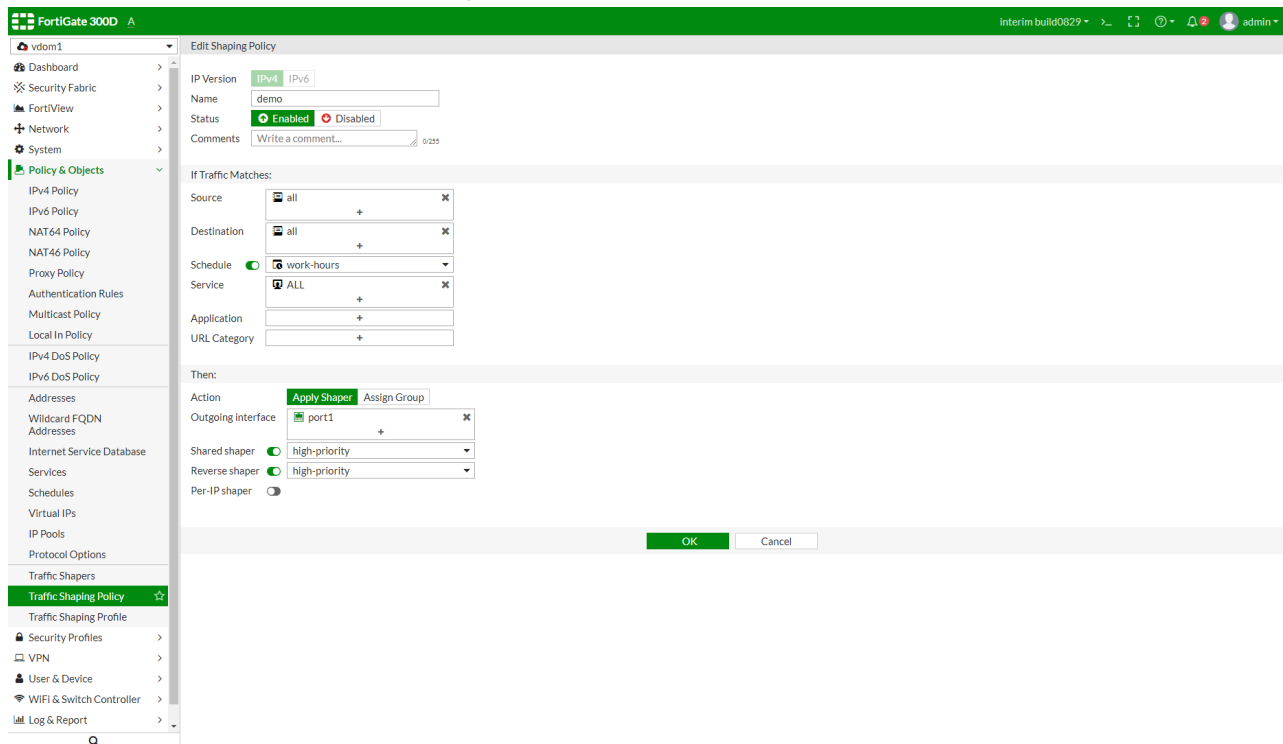 FortiGate 300D A
interim build0829 >_ 2 admin
vdom1
Dashboard
Security Fabric
FortiView
Network
System
Policy & Objects
IPv4 Policy
IPv6 Policy
NAT64 Policy
NAT46 Policy
Proxy Policy
Authentication Rules
Multicast Policy
Local In Policy
IPv4 DoS Policy
IPv6 DoS Policy
Addresses
Wildcard FQDN
Addresses
Internet Service Database
Services
Schedules
Virtual IPs
IP Pools
Protocol Options
Traffic Shapers
Traffic Shaping Policy
Traffic Shaping Profile
Security Profiles
VPN
User & Device
WiFi & Switch Controller
Log & Report
Edit Shaping Policy
IP Version IPv4 IPv6
Name demo
Status Enabled Disabled
Comments Write a comment... 0/255
If Traffic Matches:
Source all
+
Destination all
+
Schedule work-hours
Service ALL
+
Application +
URL Category +
Then:
Action Apply Shaper Assign Group
Outgoing interface port1
+
Shared shaper high-priority
Reverse shaper high-priority
Per-IP shaper
OK Cancel